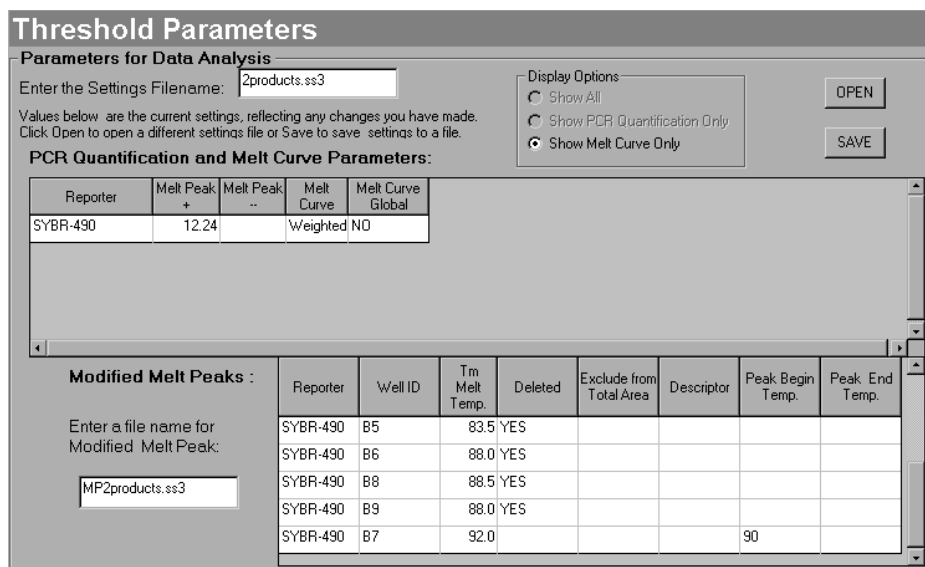 Threshold Parameters
Parameters for Data Analysis
Enter the Settings Filename: 2products.ss3
Values below are the current settings, reflecting any changes you have made.
Click Open to open a different settings file or Save to save settings to a file.
Display Options
Show All
Show PCR Quantification Only
Show Melt Curve Only
OPEN
SAVE
PCR Quantification and Melt Curve Parameters:
Reporter Melt Peak + Melt Peak -- Melt Curve Melt Curve Global
SYBR-490 12.24 Weighted NO
Modified Melt Peaks :
Enter a file name for
Modified Melt Peak:
MP2products.ss3
Reporter Well ID Tm Melt Temp. Deleted Exclude from Total Area Descriptor Peak Begin Temp. Peak End Temp.
SYBR-490 B5 83.5 YES
SYBR-490 B6 88.0 YES
SYBR-490 B8 88.5 YES
SYBR-490 B9 88.0 YES
SYBR-490 B7 92.0 90